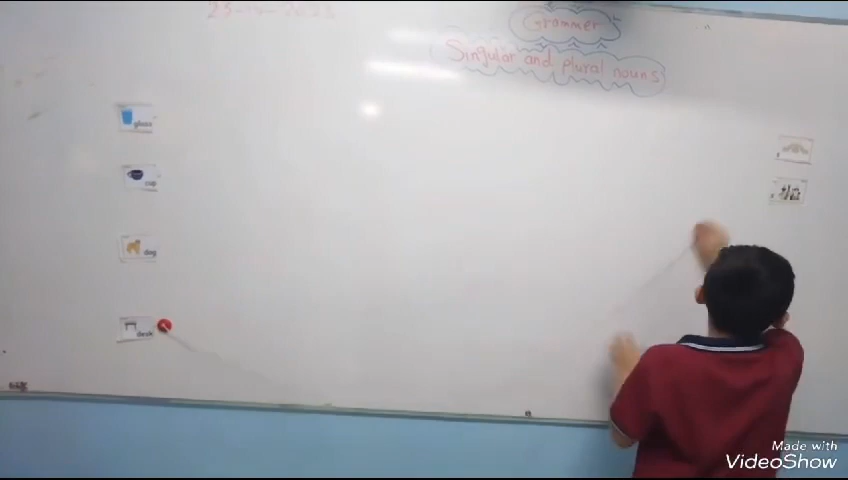 Grammer
Singular and plural nouns
glass
cup
dog
desk
Made with
VideoShow